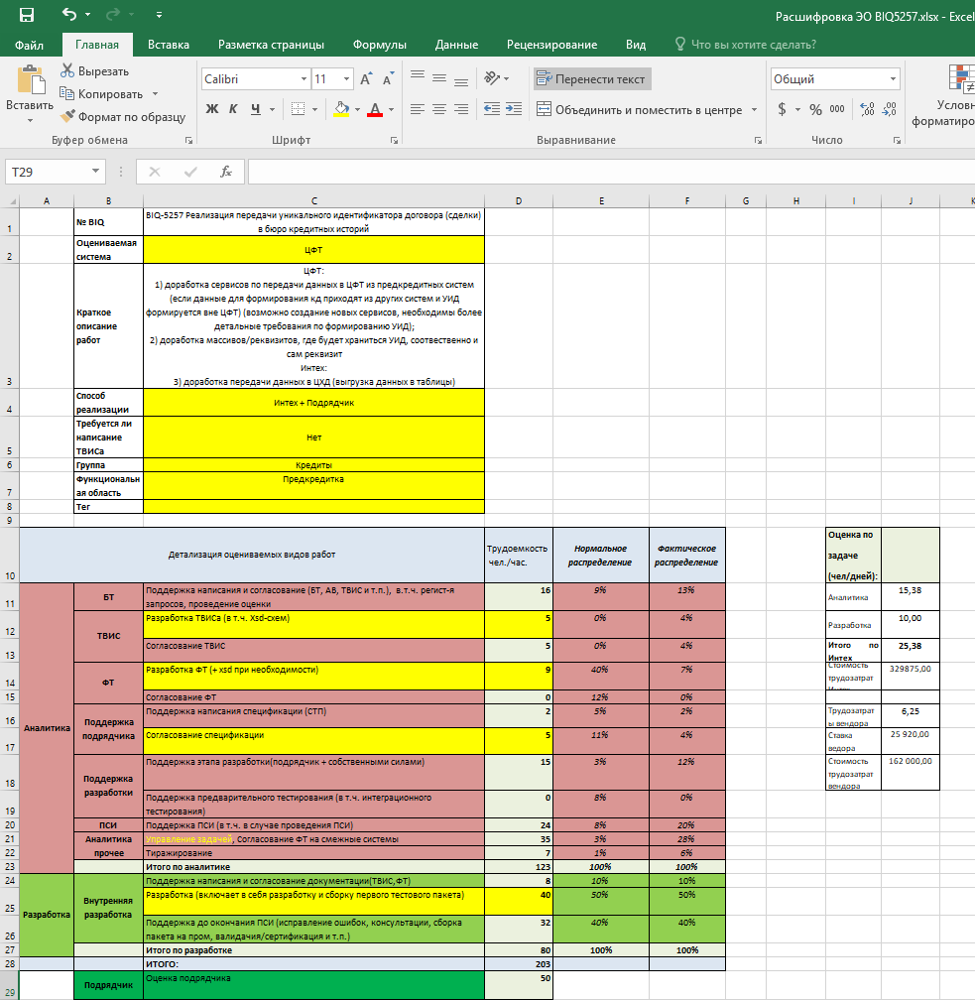 Расшифровка ЭО BIQ5257.xlsx - Excel
Файл Главная Вставка Разметка страницы Формулы Данные Рецензирование Вид Что вы хотите сделать?
Вставить
Вырезать
Копировать
Формат по образцу
Буфер обмена
Calibri 11
Ж К Ч
Шрифт
Перенести текст
Объединить и поместить в центре
Выравнивание
Общий
$ % 000
Число
Услов
форматиро
T29
fx
A B C D E F G H I J K
1 № BIQ
BIQ-5257 Реализация передачи уникального идентификатора договора (сделки)
в бюро кредитных историй
2 Оцениваемая
система
ЦФТ
3 Краткое
описание
работ
ЦФТ:
1) доработка сервисов по передачи данных в ЦФТ из предкредитных систем
(если данные для формирования кд приходят из других систем и УИД
формируется вне ЦФТ) (возможно создание новых сервисов, необходимы более
детальные требования по формированию УИД);
2) доработка массивов/реквизитов, где будет храниться УИД, соотвественно и
сам реквизит
Интех:
3) доработка передачи данных в ЦХД (выгрузка данных в таблицы)
4 Способ
реализации
Интех + Подрядчик
5 Требуется ли
написание
ТВИСа
Нет
6 Группа Кредиты
7 Функциональн
ая область
Предкредитка
8 Тег
9
10 Детализация оцениваемых видов работ
Трудоемкость
чел./час.
Нормальное
распределение
Фактическое
распределение
Оценка по
задаче
(чел/дней):
Аналитика
11 БТ
Поддержка написания и согласование (БТ, АВ, ТВИС и т.п.), в.т.ч. регист-я
запросов, проведение оценки
16 9% 13%
Аналитика 15,38
12 ТВИС
Разработка ТВИСа (в т.ч. Xsd-схем) 5 0% 4%
Разработка 10,00
13 Согласование ТВИС 5 0% 4%
Итого по
Интех
25,38
14 ФТ
Разработка ФТ (+ xsd при необходимости) 9 40% 7%
Стоимость
трудозатрат
Интех
329875,00
15 Согласование ФТ 0 12% 0%
16 Поддержка
подрядчика
Поддержка написания спецификации (СТП) 2 5% 2%
Трудозатрат
ы вендора
6,25
17 Согласование спецификации 5 11% 4%
Ставка
ведора
25 920,00
18 Поддержка
разработки
Поддержка этапа разработки(подрядчик + собственными силами) 15 3% 12%
Стоимость
трудозатрат
вендора
162 000,00
19 Поддержка предварительного тестирования (в т.ч. интеграционного
тестирования)
0 8% 0%
20 ПСИ Поддержка ПСИ (в т.ч. в случае проведения ПСИ) 24 8% 20%
21 Аналитика
прочее
Управление задачей, Согласование ФТ на смежные системы 35 3% 28%
22 Тиражирование 7 1% 6%
23 Итого по аналитике 123 100% 100%
Разработка
24 Внутренняя
разработка
Поддержка написания и согласование документации(ТВИС,ФТ) 8 10% 10%
25 Разработка (включает в себя разработку и сборку первого тестового пакета) 40 50% 50%
26 Поддержка до окончания ПСИ (исправление ошибок, консультации, сборка
пакета на пром, валидачия/сертификация и т.п.)
32 40% 40%
27 Итого по разработке 80 100% 100%
28 ИТОГО: 203
29 Подрядчик Оценка подрядчика 50